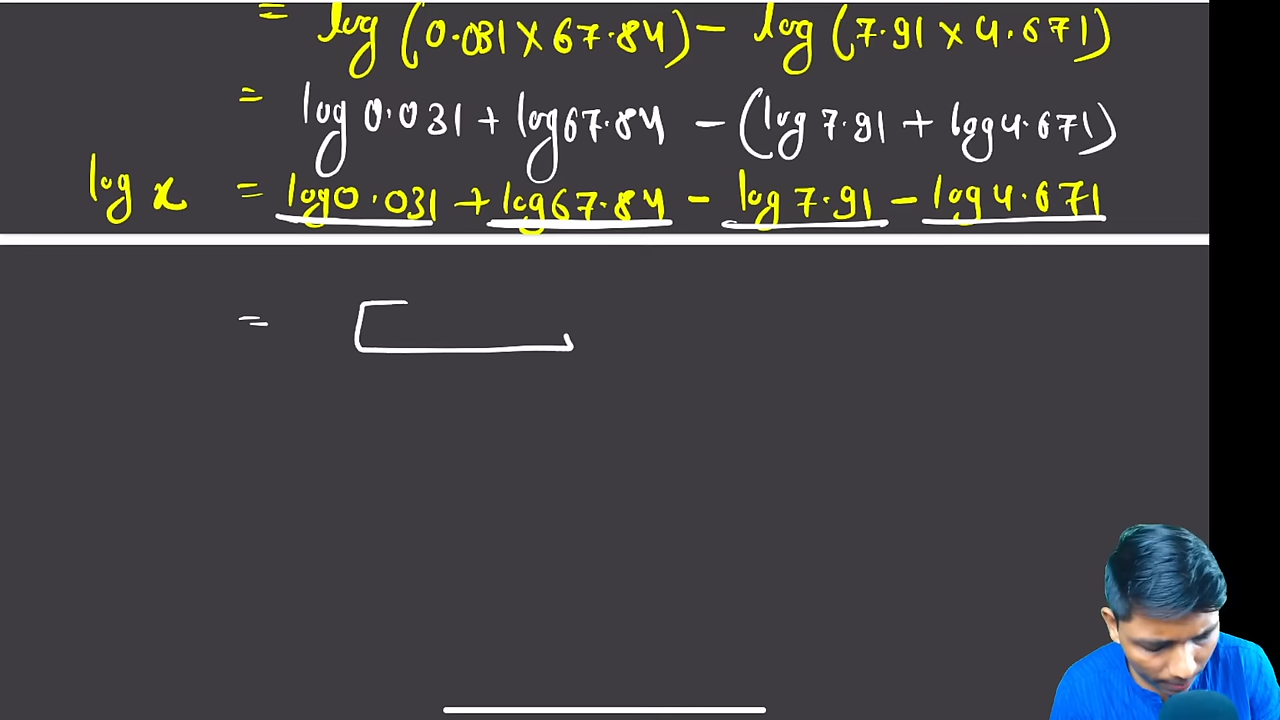 = log (0.031 × 67.84) - log (7.91 × 4.671)
= log 0.031 + log 67.84 - (log 7.91 + log 4.671)
log x = log 0.031 + log 67.84 - log 7.91 - log 4.671
=